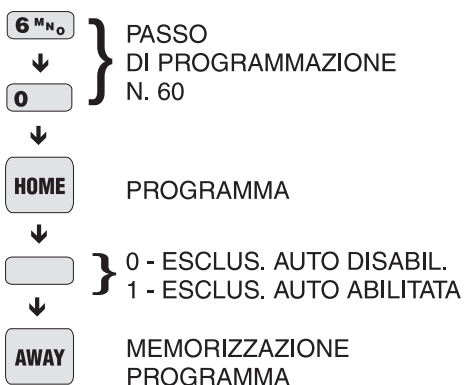 6 MNO
PASSO
DI PROGRAMMAZIONE
0
N. 60
HOME
PROGRAMMA
0 - ESCLUS. AUTO DISABIL.
1 - ESCLUS. AUTO ABILITATA
AWAY
MEMORIZZAZIONE
PROGRAMMA